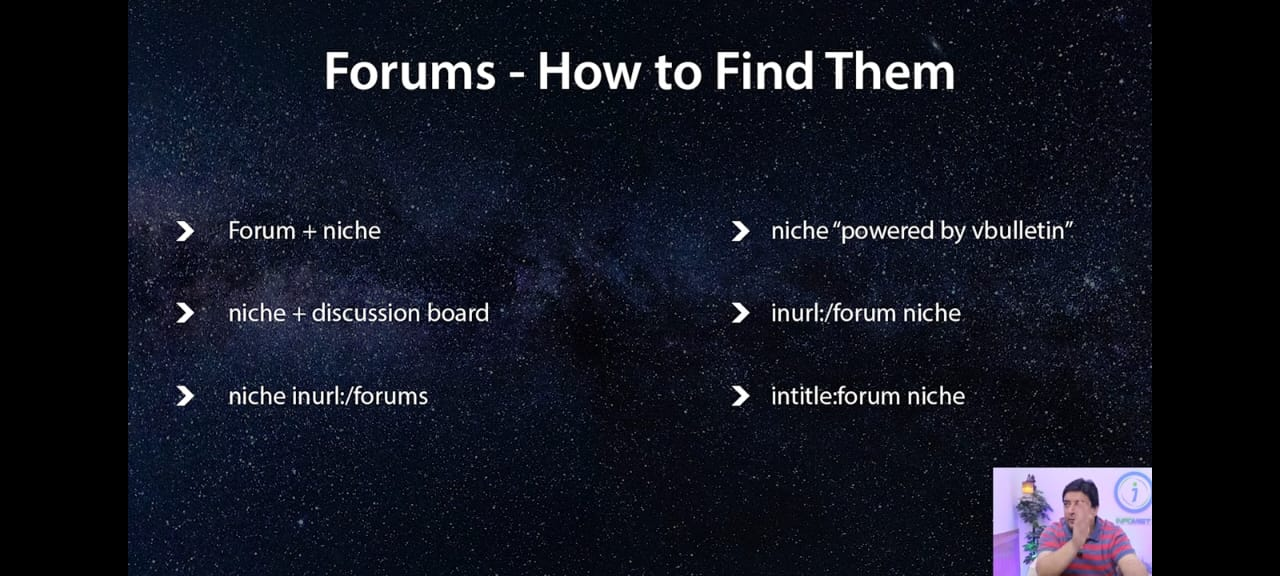 Forums - How to Find Them
Forum + niche
niche + discussion board
niche inurl:/forums
niche “powered by vbulletin”
inurl:/forum niche
intitle:forum niche